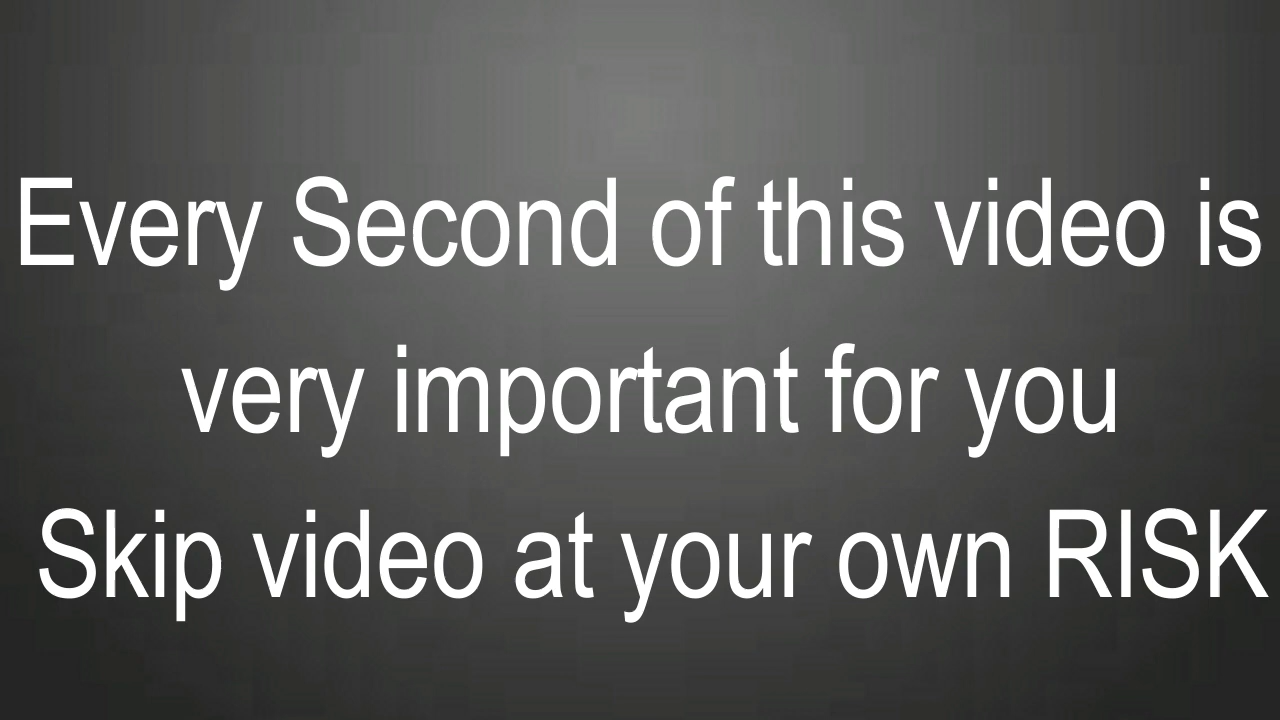 Every Second of this video is
very important for you
Skip video at your own RISK